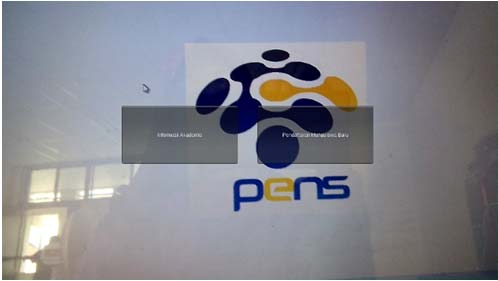 Informasi Akademik
Pendaftaran Mahasiswa Baru
pens